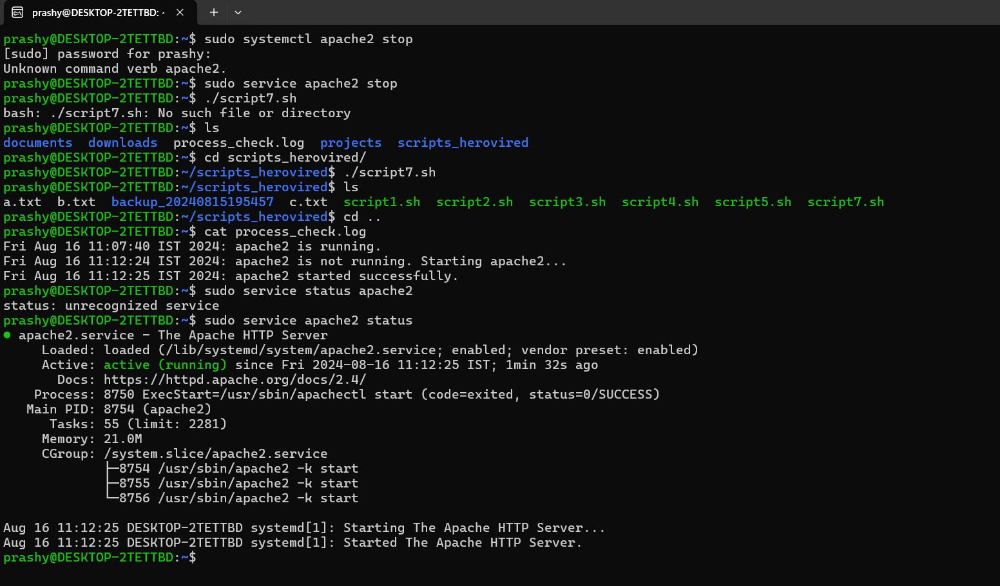 prashy@DESKTOP-2TETTBD: ~
prashy@DESKTOP-2TETTBD:~$ sudo systemctl apache2 stop
[sudo] password for prashy:
Unknown command verb apache2.
prashy@DESKTOP-2TETTBD:~$ sudo service apache2 stop
prashy@DESKTOP-2TETTBD:~$ ./script7.sh
bash: ./script7.sh: No such file or directory
prashy@DESKTOP-2TETTBD:~$ ls
documents  downloads  process_check.log  projects  scripts_herovired
prashy@DESKTOP-2TETTBD:~$ cd scripts_herovired/
prashy@DESKTOP-2TETTBD:~/scripts_herovired$ ./script7.sh
prashy@DESKTOP-2TETTBD:~/scripts_herovired$ ls
a.txt  b.txt  backup_20240815195457  c.txt  script1.sh  script2.sh  script3.sh  script4.sh  script5.sh  script7.sh
prashy@DESKTOP-2TETTBD:~/scripts_herovired$ cd ..
prashy@DESKTOP-2TETTBD:~$ cat process_check.log
Fri Aug 16 11:07:40 IST 2024: apache2 is running.
Fri Aug 16 11:12:24 IST 2024: apache2 is not running. Starting apache2...
Fri Aug 16 11:12:25 IST 2024: apache2 started successfully.
prashy@DESKTOP-2TETTBD:~$ sudo service status apache2
status: unrecognized service
prashy@DESKTOP-2TETTBD:~$ sudo service apache2 status
● apache2.service - The Apache HTTP Server
     Loaded: loaded (/lib/systemd/system/apache2.service; enabled; vendor preset: enabled)
     Active: active (running) since Fri 2024-08-16 11:12:25 IST; 1min 32s ago
       Docs: https://httpd.apache.org/docs/2.4/
    Process: 8750 ExecStart=/usr/sbin/apachectl start (code=exited, status=0/SUCCESS)
   Main PID: 8754 (apache2)
      Tasks: 55 (limit: 2281)
     Memory: 21.0M
     CGroup: /system.slice/apache2.service
             ├─8754 /usr/sbin/apache2 -k start
             ├─8755 /usr/sbin/apache2 -k start
             └─8756 /usr/sbin/apache2 -k start
Aug 16 11:12:25 DESKTOP-2TETTBD systemd[1]: Starting The Apache HTTP Server...
Aug 16 11:12:25 DESKTOP-2TETTBD systemd[1]: Started The Apache HTTP Server.
prashy@DESKTOP-2TETTBD:~$